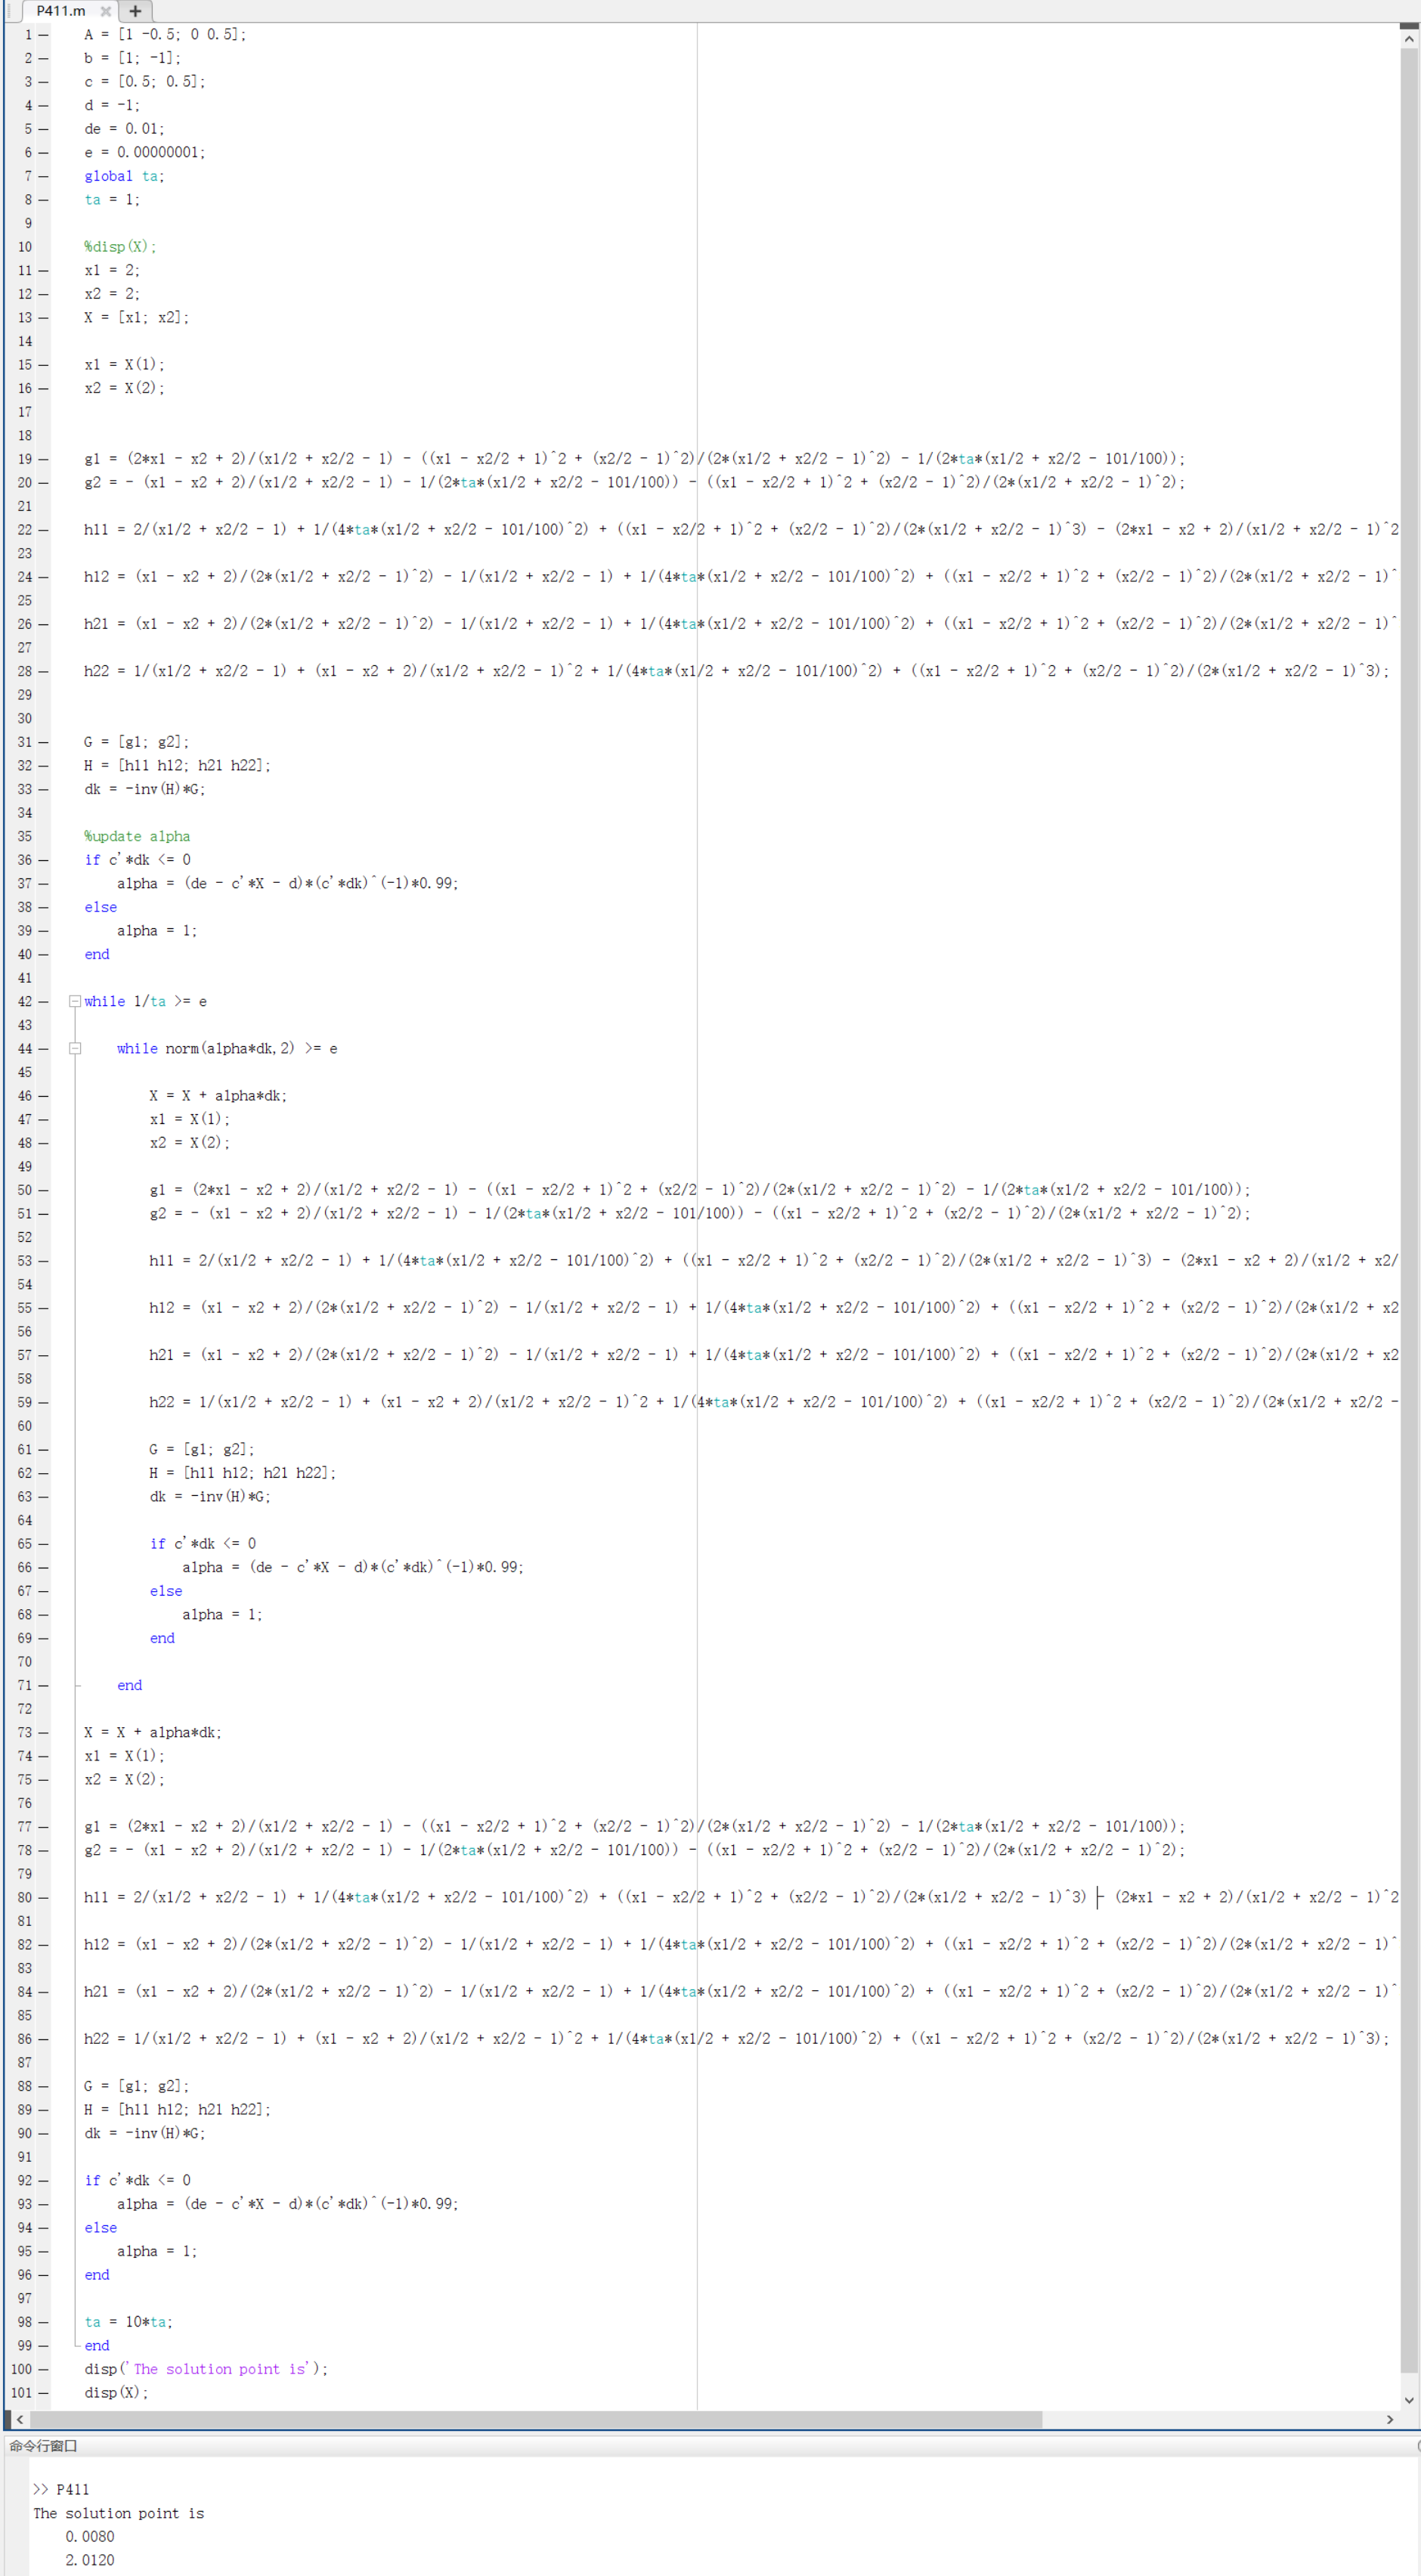 P411.m
1 A = [1 -0.5; 0 0.5];
2 b = [1; -1];
3 c = [0.5; 0.5];
4 d = -1;
5 de = 0.01;
6 e = 0.00000001;
7 global ta;
8 ta = 1;
9
10 %disp(X);
11 x1 = 2;
12 x2 = 2;
13 X = [x1; x2];
14
15 x1 = X(1);
16 x2 = X(2);
17
18
19 g1 = (2*x1 - x2 + 2)/(x1/2 + x2/2 - 1) - ((x1 - x2/2 + 1)^2 + (x2/2 - 1)^2)/(2*(x1/2 + x2/2 - 1)^2) - 1/(2*ta*(x1/2 + x2/2 - 101/100));
20 g2 = - (x1 - x2 + 2)/(x1/2 + x2/2 - 1) - 1/(2*ta*(x1/2 + x2/2 - 101/100)) - ((x1 - x2/2 + 1)^2 + (x2/2 - 1)^2)/(2*(x1/2 + x2/2 - 1)^2);
21
22 h11 = 2/(x1/2 + x2/2 - 1) + 1/(4*ta*(x1/2 + x2/2 - 101/100)^2) + ((x1 - x2/2 + 1)^2 + (x2/2 - 1)^2)/(2*(x1/2 + x2/2 - 1)^3) - (2*x1 - x2 + 2)/(x1/2 + x2/2 - 1)^2
23
24 h12 = (x1 - x2 + 2)/(2*(x1/2 + x2/2 - 1)^2) - 1/(x1/2 + x2/2 - 1) + 1/(4*ta*(x1/2 + x2/2 - 101/100)^2) + ((x1 - x2/2 + 1)^2 + (x2/2 - 1)^2)/(2*(x1/2 + x2/2 - 1)^
25
26 h21 = (x1 - x2 + 2)/(2*(x1/2 + x2/2 - 1)^2) - 1/(x1/2 + x2/2 - 1) + 1/(4*ta*(x1/2 + x2/2 - 101/100)^2) + ((x1 - x2/2 + 1)^2 + (x2/2 - 1)^2)/(2*(x1/2 + x2/2 - 1)^
27
28 h22 = 1/(x1/2 + x2/2 - 1) + (x1 - x2 + 2)/(x1/2 + x2/2 - 1)^2 + 1/(4*ta*(x1/2 + x2/2 - 101/100)^2) + ((x1 - x2/2 + 1)^2 + (x2/2 - 1)^2)/(2*(x1/2 + x2/2 - 1)^3);
29
30
31 G = [g1; g2];
32 H = [h11 h12; h21 h22];
33 dk = -inv(H)*G;
34
35 %update alpha
36 if c'*dk <= 0
37 alpha = (de - c'*X - d)*(c'*dk)^(-1)*0.99;
38 else
39 alpha = 1;
40 end
41
42 while 1/ta >= e
43
44 while norm(alpha*dk,2) >= e
45
46 X = X + alpha*dk;
47 x1 = X(1);
48 x2 = X(2);
49
50 g1 = (2*x1 - x2 + 2)/(x1/2 + x2/2 - 1) - ((x1 - x2/2 + 1)^2 + (x2/2 - 1)^2)/(2*(x1/2 + x2/2 - 1)^2) - 1/(2*ta*(x1/2 + x2/2 - 101/100));
51 g2 = - (x1 - x2 + 2)/(x1/2 + x2/2 - 1) - 1/(2*ta*(x1/2 + x2/2 - 101/100)) - ((x1 - x2/2 + 1)^2 + (x2/2 - 1)^2)/(2*(x1/2 + x2/2 - 1)^2);
52
53 h11 = 2/(x1/2 + x2/2 - 1) + 1/(4*ta*(x1/2 + x2/2 - 101/100)^2) + ((x1 - x2/2 + 1)^2 + (x2/2 - 1)^2)/(2*(x1/2 + x2/2 - 1)^3) - (2*x1 - x2 + 2)/(x1/2 + x2/
54
55 h12 = (x1 - x2 + 2)/(2*(x1/2 + x2/2 - 1)^2) - 1/(x1/2 + x2/2 - 1) + 1/(4*ta*(x1/2 + x2/2 - 101/100)^2) + ((x1 - x2/2 + 1)^2 + (x2/2 - 1)^2)/(2*(x1/2 + x2
56
57 h21 = (x1 - x2 + 2)/(2*(x1/2 + x2/2 - 1)^2) - 1/(x1/2 + x2/2 - 1) + 1/(4*ta*(x1/2 + x2/2 - 101/100)^2) + ((x1 - x2/2 + 1)^2 + (x2/2 - 1)^2)/(2*(x1/2 + x2
58
59 h22 = 1/(x1/2 + x2/2 - 1) + (x1 - x2 + 2)/(x1/2 + x2/2 - 1)^2 + 1/(4*ta*(x1/2 + x2/2 - 101/100)^2) + ((x1 - x2/2 + 1)^2 + (x2/2 - 1)^2)/(2*(x1/2 + x2/2 -
60
61 G = [g1; g2];
62 H = [h11 h12; h21 h22];
63 dk = -inv(H)*G;
64
65 if c'*dk <= 0
66 alpha = (de - c'*X - d)*(c'*dk)^(-1)*0.99;
67 else
68 alpha = 1;
69 end
70
71 end
72
73 X = X + alpha*dk;
74 x1 = X(1);
75 x2 = X(2);
76
77 g1 = (2*x1 - x2 + 2)/(x1/2 + x2/2 - 1) - ((x1 - x2/2 + 1)^2 + (x2/2 - 1)^2)/(2*(x1/2 + x2/2 - 1)^2) - 1/(2*ta*(x1/2 + x2/2 - 101/100));
78 g2 = - (x1 - x2 + 2)/(x1/2 + x2/2 - 1) - 1/(2*ta*(x1/2 + x2/2 - 101/100)) - ((x1 - x2/2 + 1)^2 + (x2/2 - 1)^2)/(2*(x1/2 + x2/2 - 1)^2);
79
80 h11 = 2/(x1/2 + x2/2 - 1) + 1/(4*ta*(x1/2 + x2/2 - 101/100)^2) + ((x1 - x2/2 + 1)^2 + (x2/2 - 1)^2)/(2*(x1/2 + x2/2 - 1)^3) - (2*x1 - x2 + 2)/(x1/2 + x2/2 - 1)^2
81
82 h12 = (x1 - x2 + 2)/(2*(x1/2 + x2/2 - 1)^2) - 1/(x1/2 + x2/2 - 1) + 1/(4*ta*(x1/2 + x2/2 - 101/100)^2) + ((x1 - x2/2 + 1)^2 + (x2/2 - 1)^2)/(2*(x1/2 + x2/2 - 1)^
83
84 h21 = (x1 - x2 + 2)/(2*(x1/2 + x2/2 - 1)^2) - 1/(x1/2 + x2/2 - 1) + 1/(4*ta*(x1/2 + x2/2 - 101/100)^2) + ((x1 - x2/2 + 1)^2 + (x2/2 - 1)^2)/(2*(x1/2 + x2/2 - 1)^
85
86 h22 = 1/(x1/2 + x2/2 - 1) + (x1 - x2 + 2)/(x1/2 + x2/2 - 1)^2 + 1/(4*ta*(x1/2 + x2/2 - 101/100)^2) + ((x1 - x2/2 + 1)^2 + (x2/2 - 1)^2)/(2*(x1/2 + x2/2 - 1)^3);
87
88 G = [g1; g2];
89 H = [h11 h12; h21 h22];
90 dk = -inv(H)*G;
91
92 if c'*dk <= 0
93 alpha = (de - c'*X - d)*(c'*dk)^(-1)*0.99;
94 else
95 alpha = 1;
96 end
97
98 ta = 10*ta;
99 end
100 disp('The solution point is');
101 disp(X);
命令行窗口
>> P411
The solution point is
0.0080
2.0120